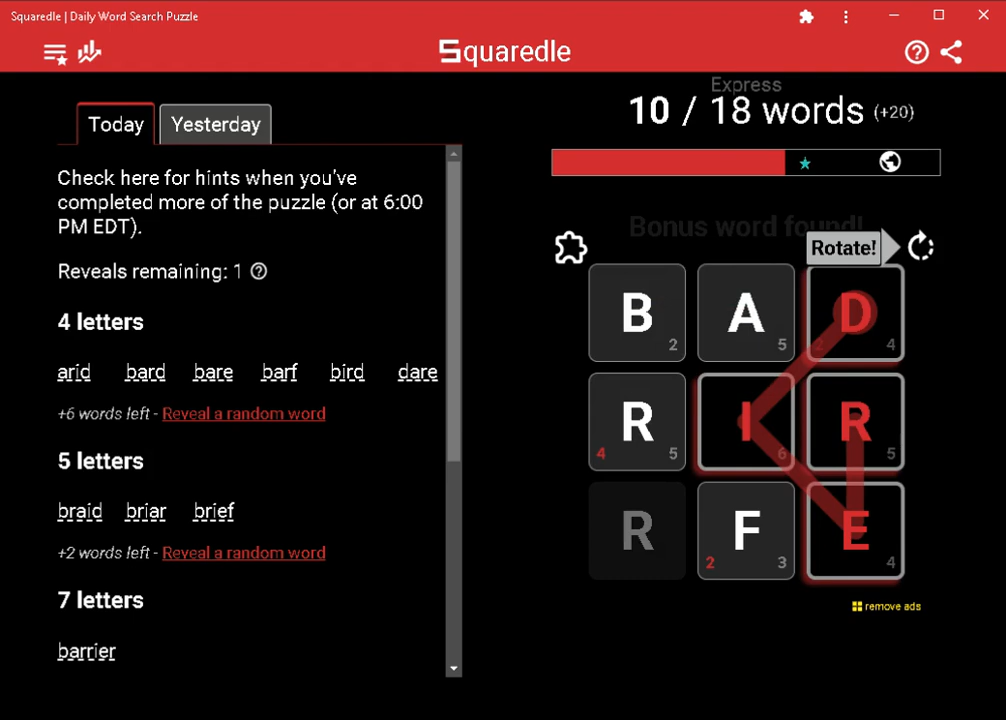 Squaredle | Daily Word Search Puzzle
Squaredle
Today
Yesterday
Check here for hints when you've
completed more of the puzzle (or at 6:00
PM EDT).
Reveals remaining: 1 ?
4 letters
arid bard bare barf bird dare
+6 words left - Reveal a random word
5 letters
braid briar brief
+2 words left - Reveal a random word
7 letters
barrier
Express
10 / 18 words (+20)
Bonus word found!
Rotate!
B 2 A 5 D 2 4
R 4 5 I 6 R 5
R F 2 3 E 4
remove ads